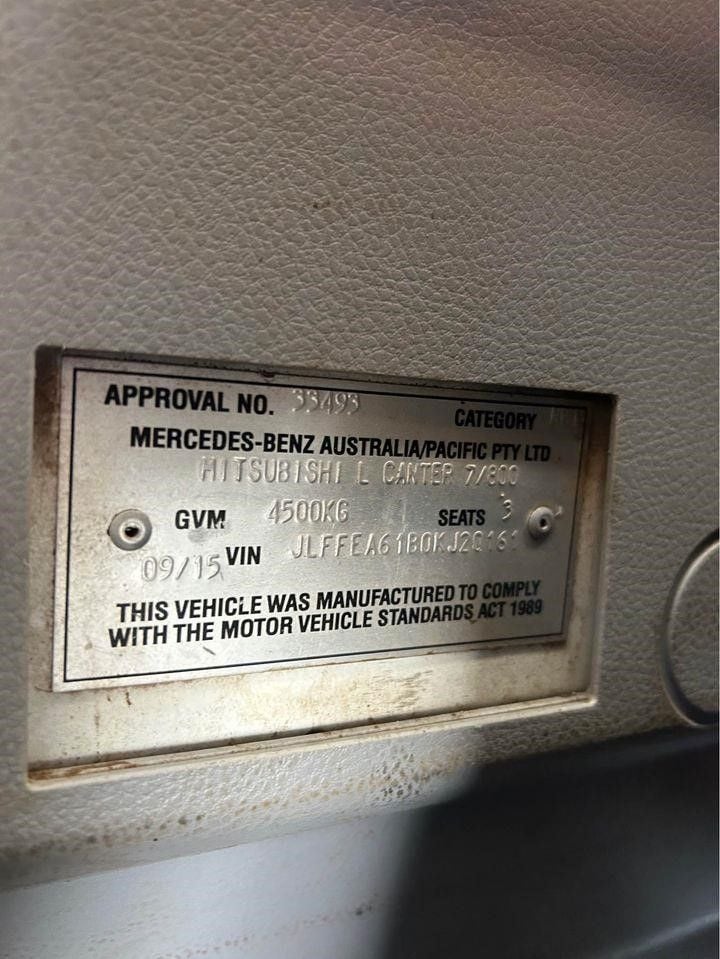 APPROVAL NO. 33493 CATEGORY
MERCEDES-BENZ AUSTRALIA/PACIFIC PTY LTD
MITSUBISHI L CANTER 7/800
GVM 4500KG SEATS 3
09/15 VIN
THIS VEHICLE WAS MANUFACTURED TO COMPLY
WITH THE MOTOR VEHICLE STANDARDS ACT 1989